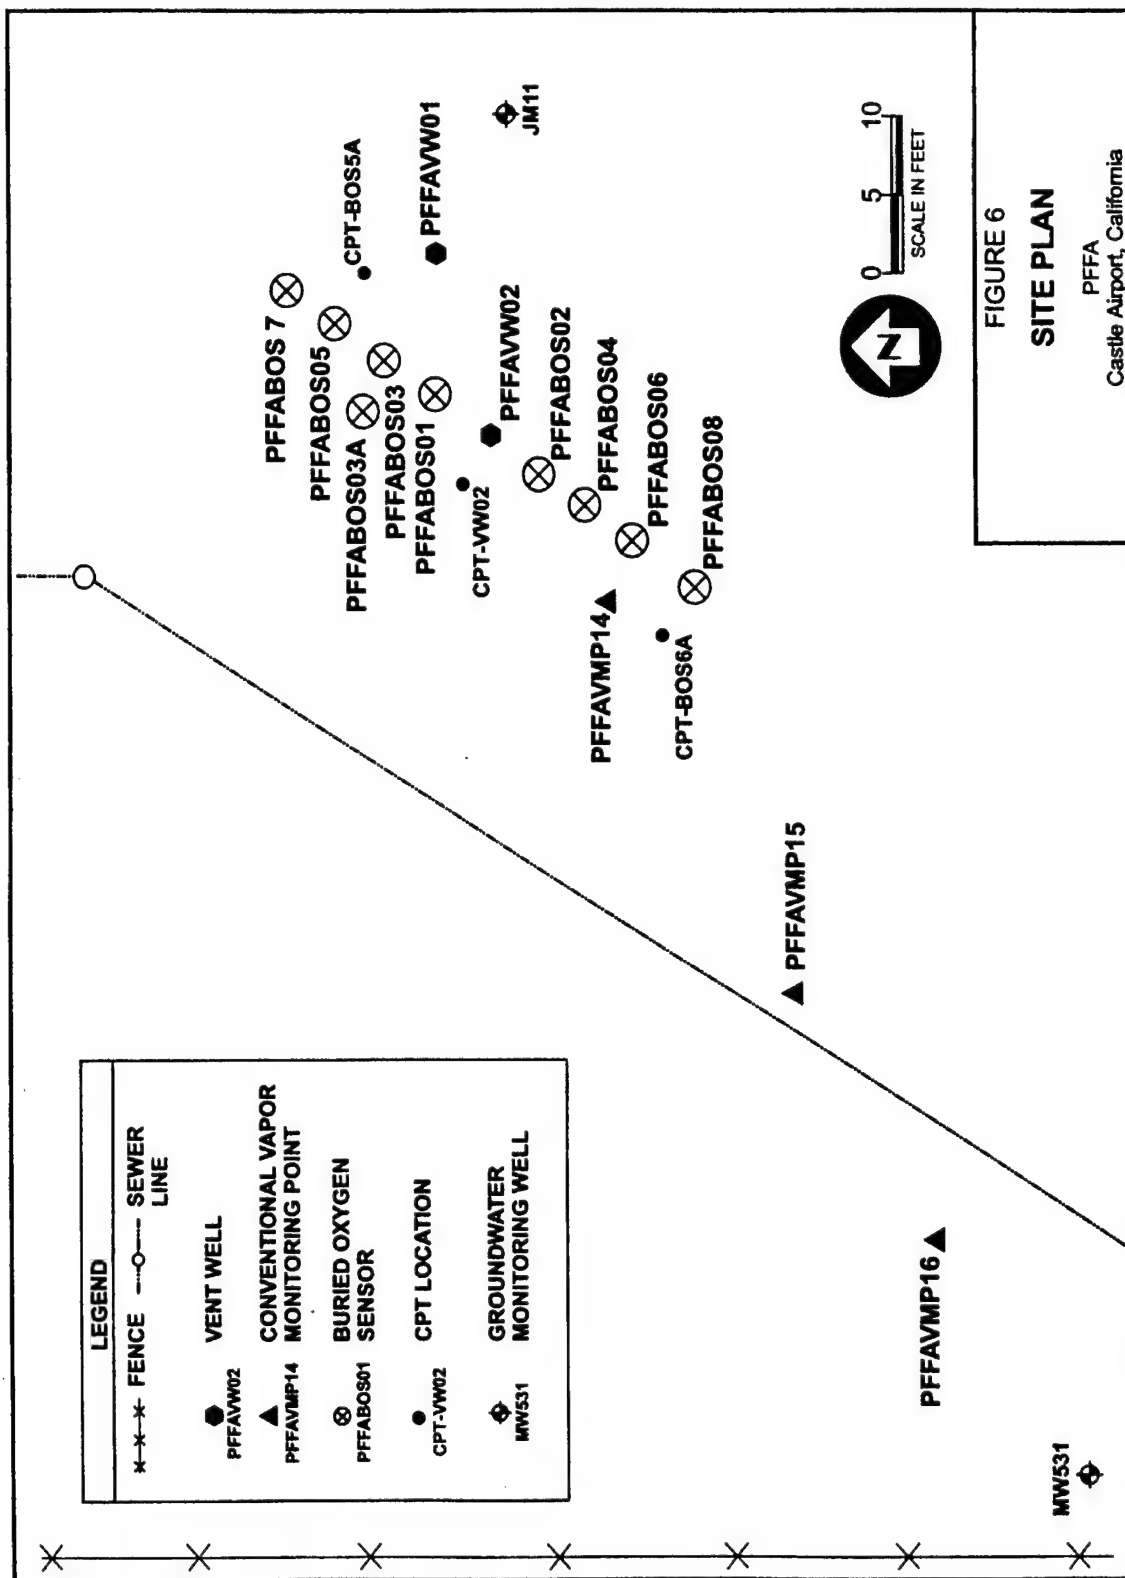 LEGEND
FENCE
SEWER
LINE
PFFAVW02
VENT WELL
PFFAVMP14
CONVENTIONAL VAPOR
MONITORING POINT
PFFABOS01
BURIED OXYGEN
SENSOR
CPT-VW02
CPT LOCATION
MW531
GROUNDWATER
MONITORING WELL
PFFABOS 7
PFFABOS05
CPT-BOS5A
PFFABOS03A
PFFABOS03
PFFABOS01
PFFAVW01
CPT-VW02
PFFAVW02
JM11
PFFABOS02
PFFABOS04
PFFAVMP14
PFFABOS06
CPT-BOS6A
PFFABOS08
PFFAVMP15
PFFAVMP16
MW531
N
0 5 10
SCALE IN FEET
FIGURE 6
SITE PLAN
PFFA
Castle Airport, California